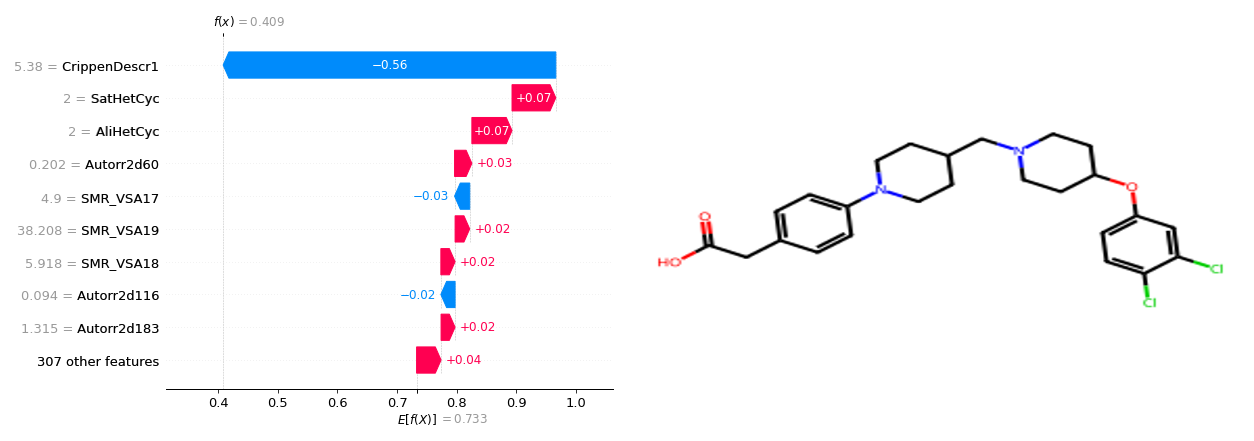 f(x) = 0.409
5.38 = CrippenDescr1
−0.56
2 = SatHetCyc
+0.07
2 = AliHetCyc
+0.07
0.202 = Autorr2d60
+0.03
4.9 = SMR_VSA17
−0.03
38.208 = SMR_VSA19
+0.02
5.918 = SMR_VSA18
+0.02
0.094 = Autorr2d116
−0.02
1.315 = Autorr2d183
+0.02
307 other features
+0.04
0.4 0.5 0.6 0.7 0.8 0.9 1.0
E[f(X)] = 0.733
N
N
O
O
HO
Cl
Cl